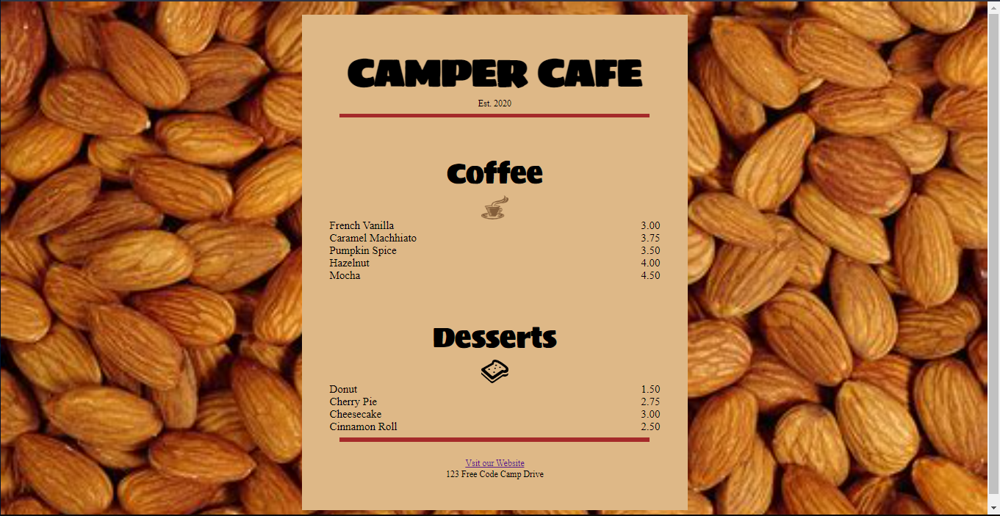 CAMPER CAFE
Est. 2020
Coffee
French Vanilla 3.00
Caramel Machhiato 3.75
Pumpkin Spice 3.50
Hazelnut 4.00
Mocha 4.50
Desserts
Donut 1.50
Cherry Pie 2.75
Cheesecake 3.00
Cinnamon Roll 2.50
Vsit our Website
123 Free Code Camp Drive